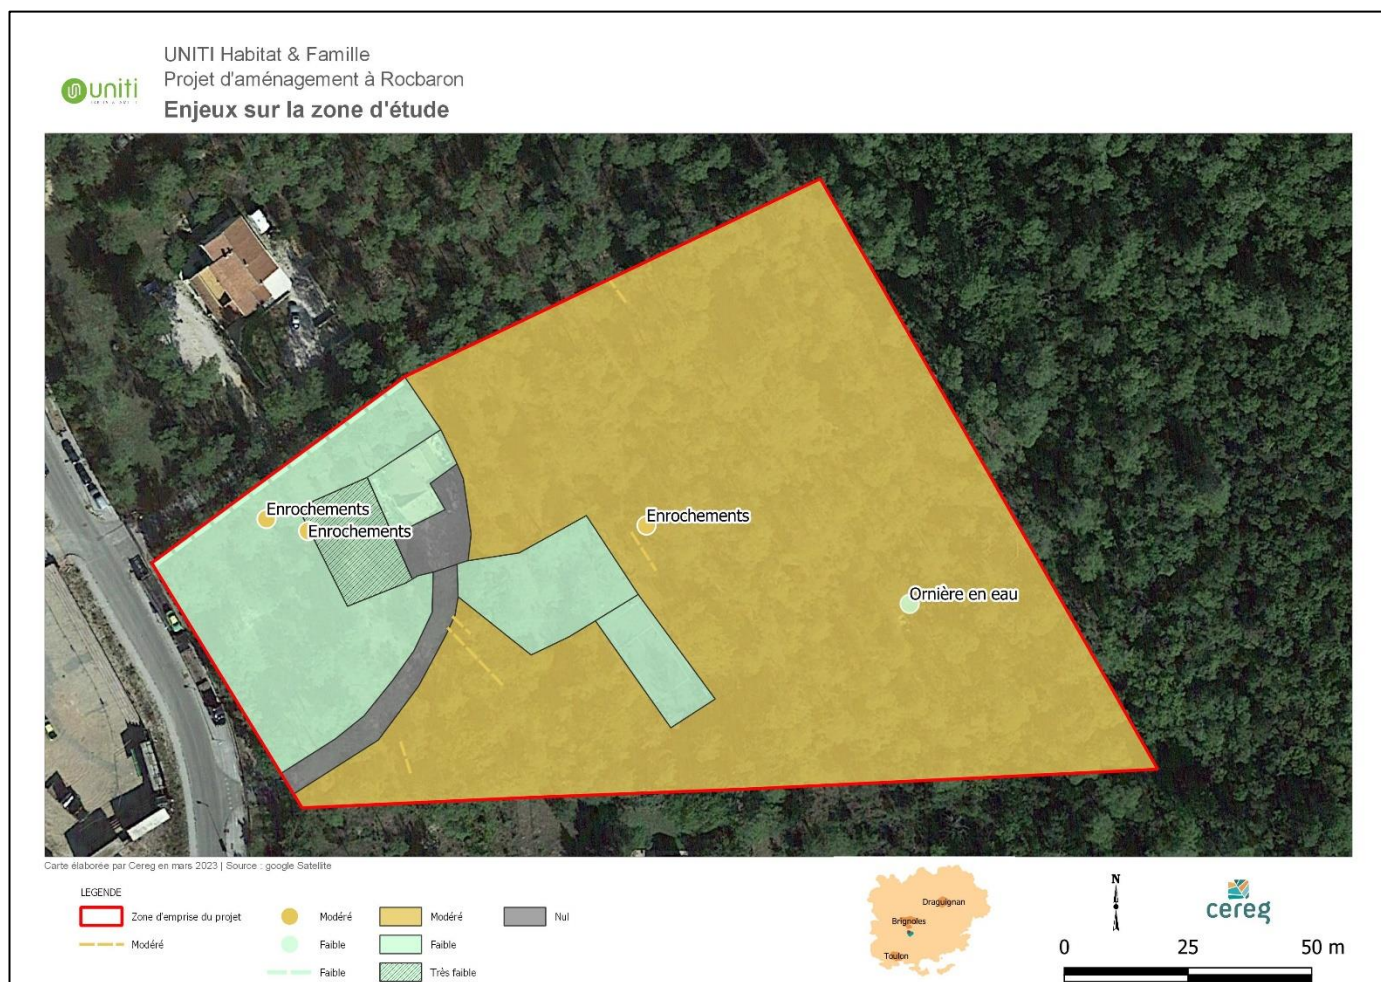 UNITI Habitat & Famille
uniti
Projet d'aménagement à Rocbaron
Enjeux sur la zone d'étude
Enrochements
Enrochements
Enrochements
Ornière en eau
Carte élaborée par Cereg en mars 2023 | Source : google Satellite
LEGENDE
Zone d'emprise du projet
Modéré
Modéré
Nul
Modéré
Faible
Faible
Faible
Très faible
Draguignan
Brignoles
Toulon
N
cereg
0 25 50 m